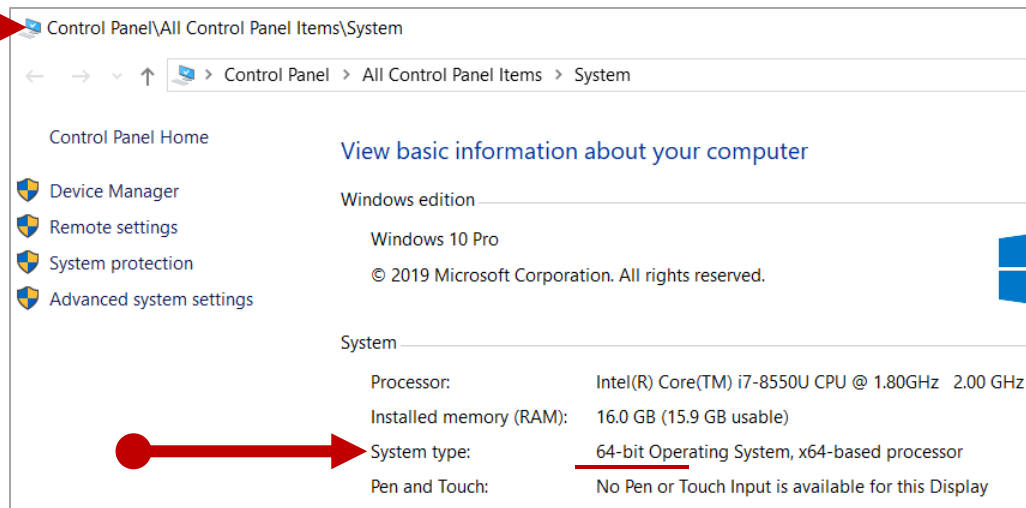 Control Panel\All Control Panel Items\System
Control Panel > All Control Panel Items > System
Control Panel Home
Device Manager
Remote settings
System protection
Advanced system settings
View basic information about your computer
Windows edition
Windows 10 Pro
© 2019 Microsoft Corporation. All rights reserved.
System
Processor: Intel(R) Core(TM) i7-8550U CPU @ 1.80GHz 2.00 GHz
Installed memory (RAM): 16.0 GB (15.9 GB usable)
System type: 64-bit Operating System, x64-based processor
Pen and Touch: No Pen or Touch Input is available for this Display